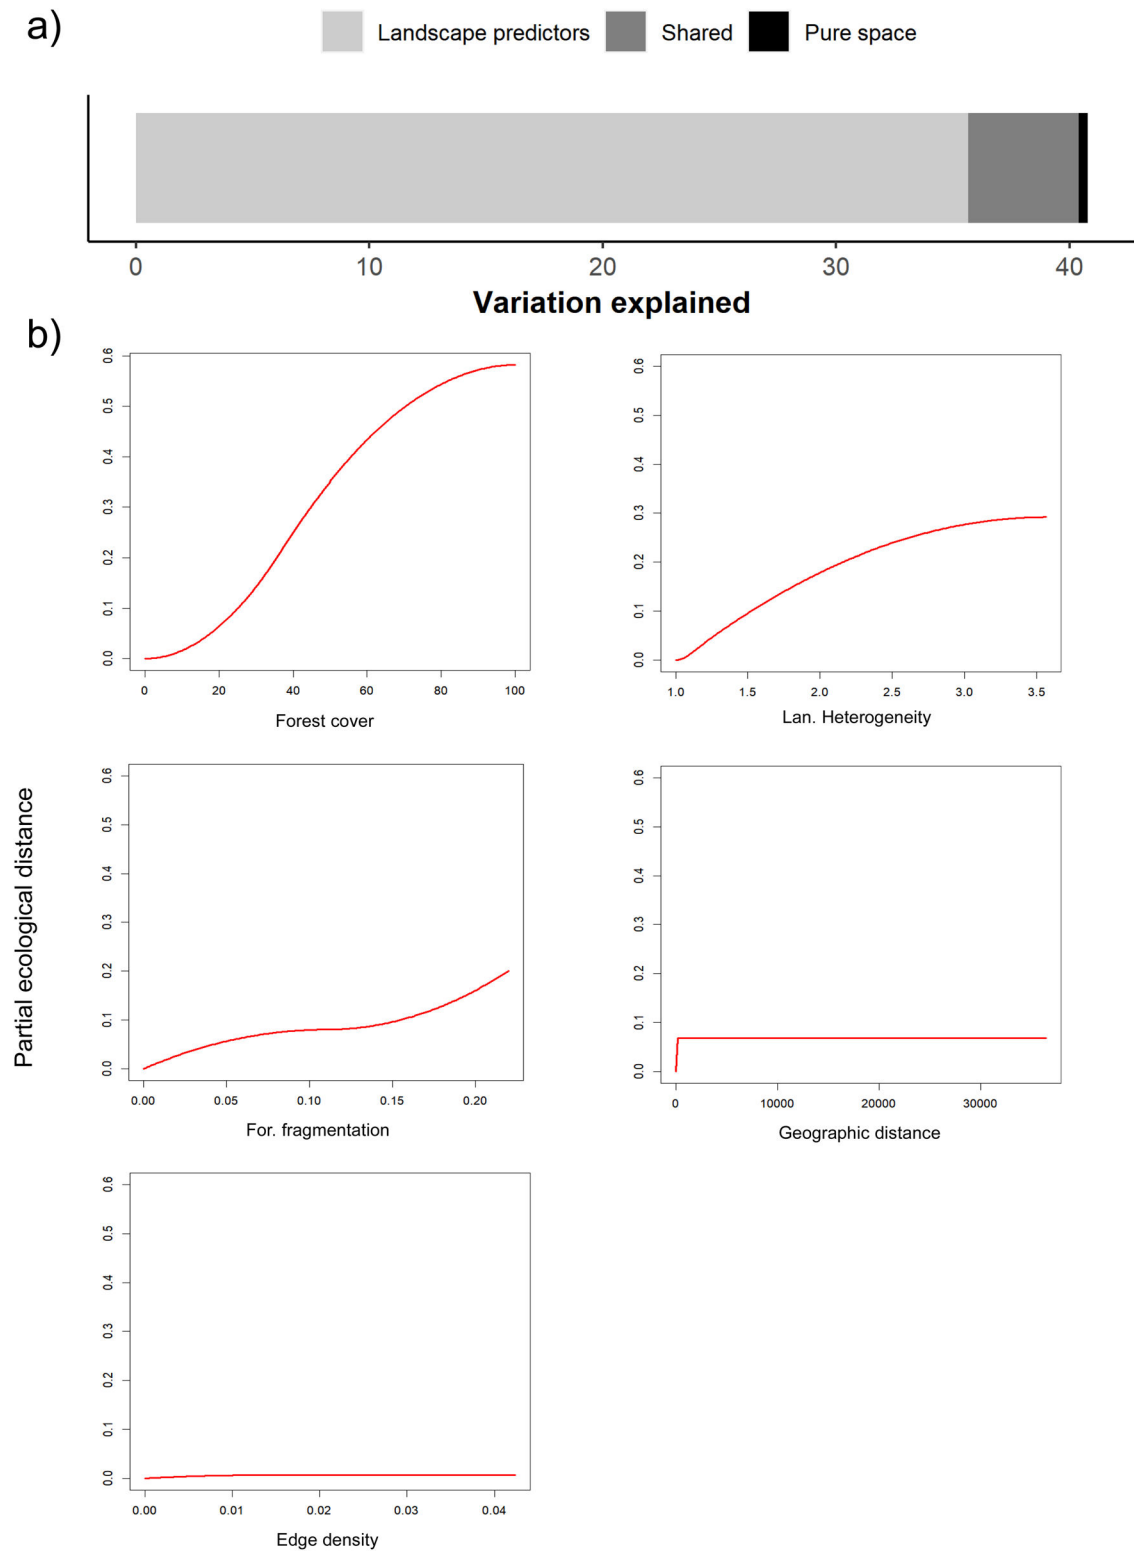 a)
Landscape predictors Shared Pure space
0 10 20 30 40
Variation explained
b)
Partial ecological distance
0.6
0.5
0.4
0.3
0.2
0.1
0.0
0 20 40 60 80 100
Forest cover
0.6
0.5
0.4
0.3
0.2
0.1
0.0
1.0 1.5 2.0 2.5 3.0 3.5
Lan. Heterogeneity
0.6
0.5
0.4
0.3
0.2
0.1
0.0
0.00 0.05 0.10 0.15 0.20
For. fragmentation
0.6
0.5
0.4
0.3
0.2
0.1
0.0
0 10000 20000 30000
Geographic distance
0.6
0.5
0.4
0.3
0.2
0.1
0.0
0.00 0.01 0.02 0.03 0.04
Edge density